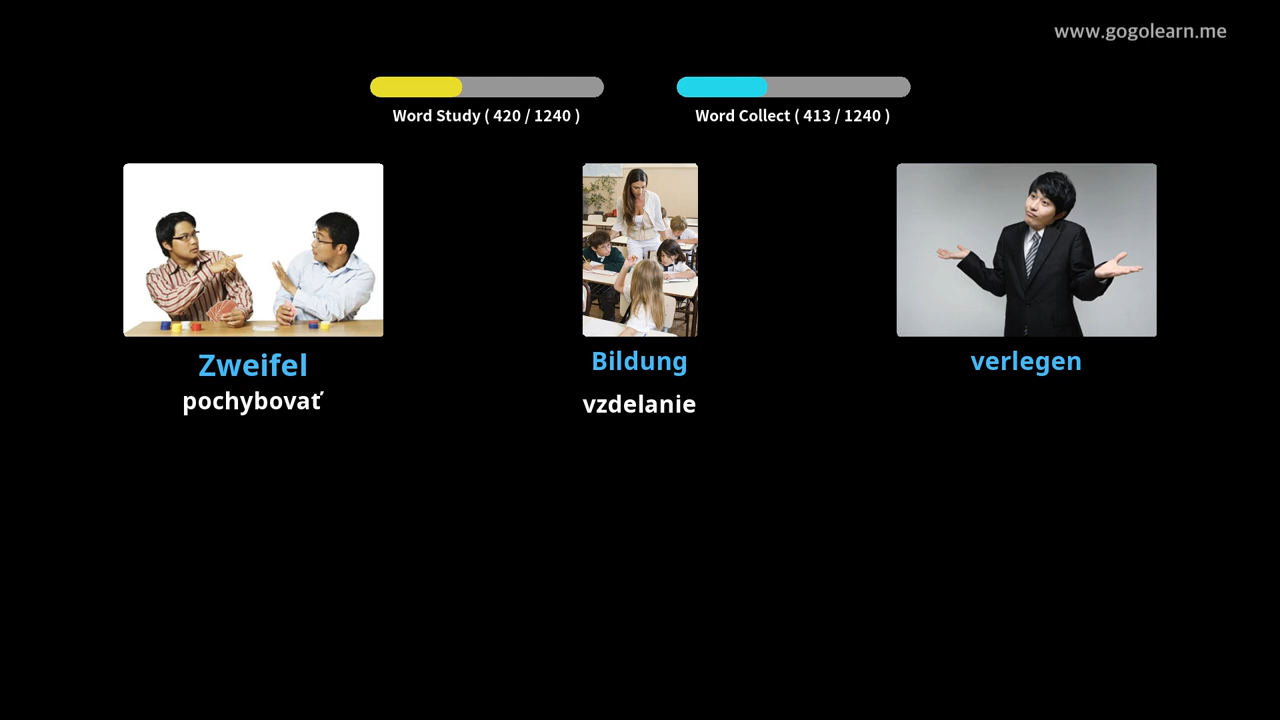 www.gogolearn.me
Word Study ( 420 / 1240 )
Word Collect ( 413 / 1240 )
Zweifel
pochybovať
Bildung
vzdelanie
verlegen